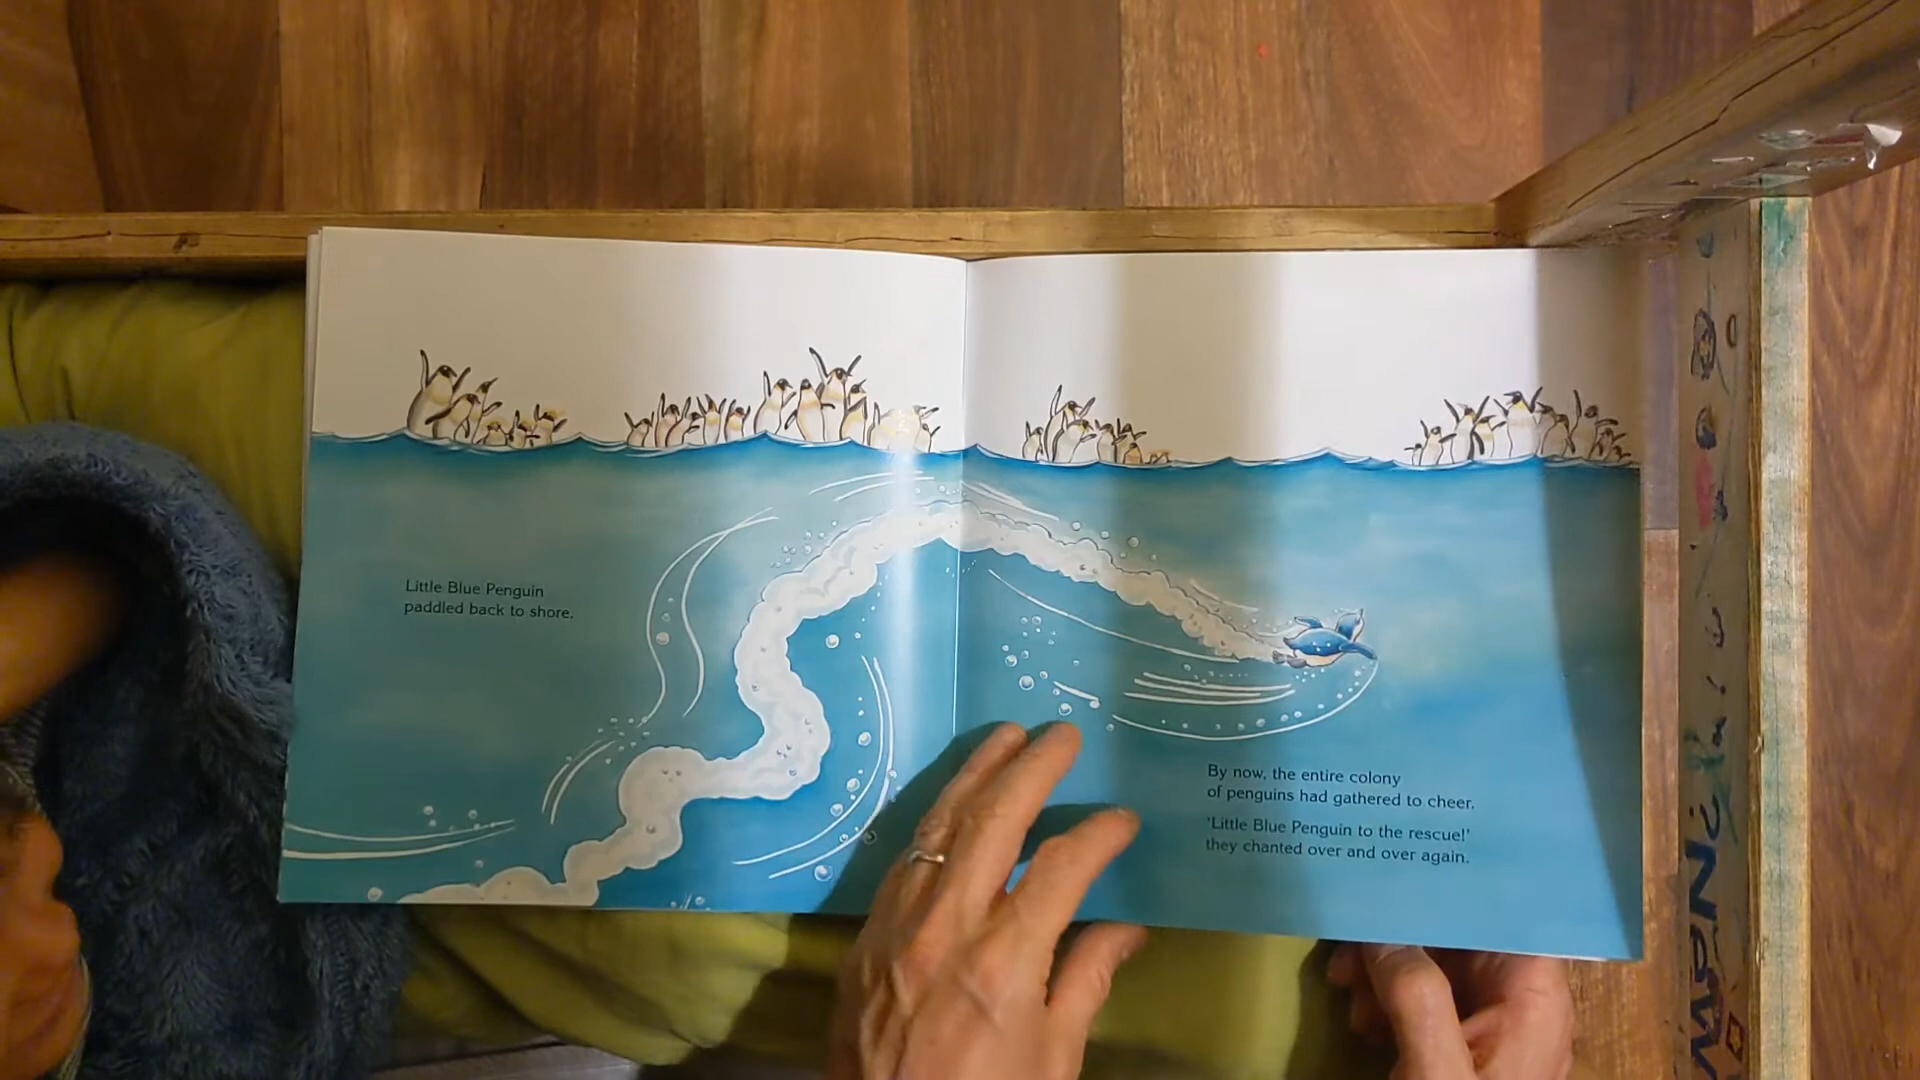 Little Blue Penguin
paddled back to shore.
By now, the entire colony
of penguins had gathered to cheer.
'Little Blue Penguin to the rescue!'
they chanted over and over again.